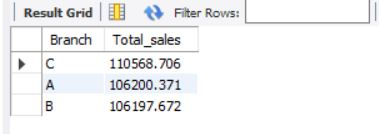 Result Grid Filter Rows:
Branch Total_sales
C 110568.706
A 106200.371
B 106197.672